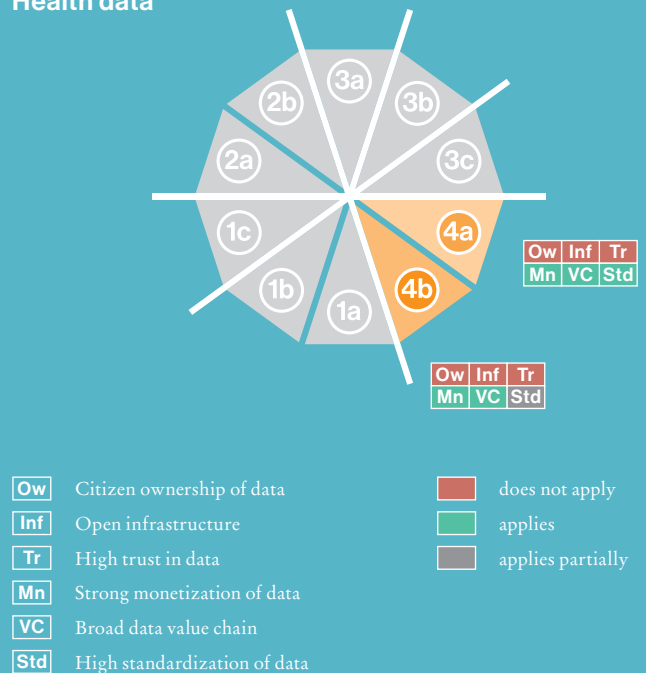 Health data
3a
2b
3b
2a
3c
1c
4a
1b
4b
1a
Ow Inf Tr
Mn VC Std
Ow Inf Tr
Mn VC Std
Ow Citizen ownership of data
Inf Open infrastructure
Tr High trust in data
Mn Strong monetization of data
VC Broad data value chain
Std High standardization of data
does not apply
applies
applies partially